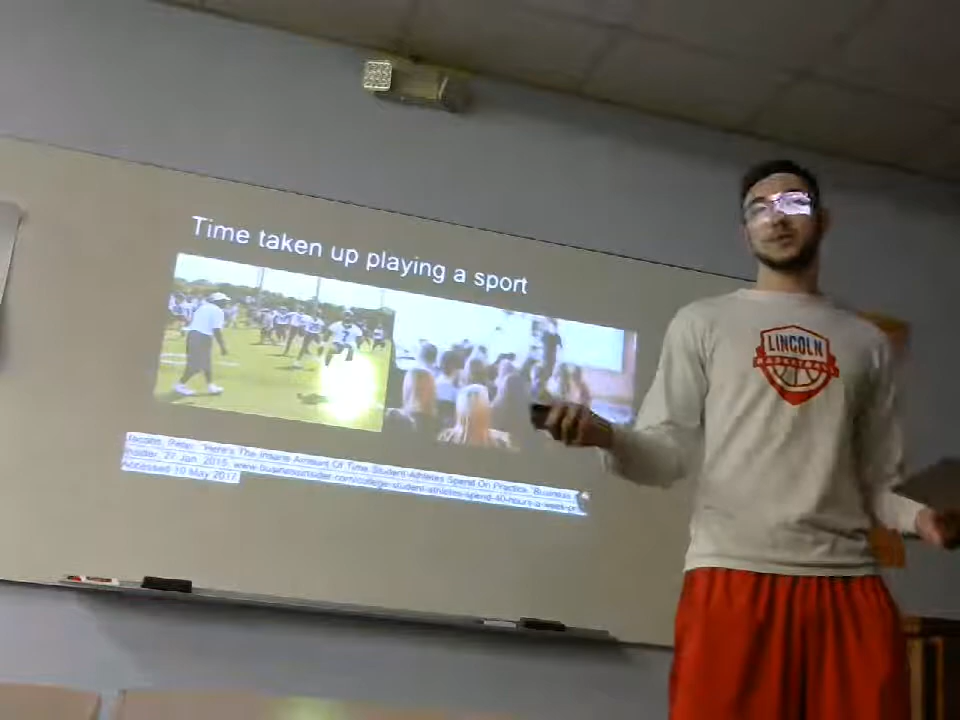 Time taken up playing a sport
LINCOLN
BASKETBALL
Jacobs, Peter. "Here's The Insane Amount Of Time Student-Athletes Spend On Practice." Business
Insider, 27 Jan. 2015, www.businessinsider.com/college-student-athletes-spend-40-hours-a-week-pr
Accessed 10 May 2017.